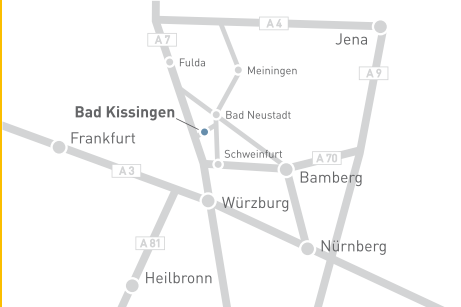 A 4
Jena
A 7
Fulda
Meiningen
A 9
Bad Kissingen
Bad Neustadt
Frankfurt
Schweinfurt
A 70
A 3
Bamberg
Würzburg
A 81
Nürnberg
Heilbronn